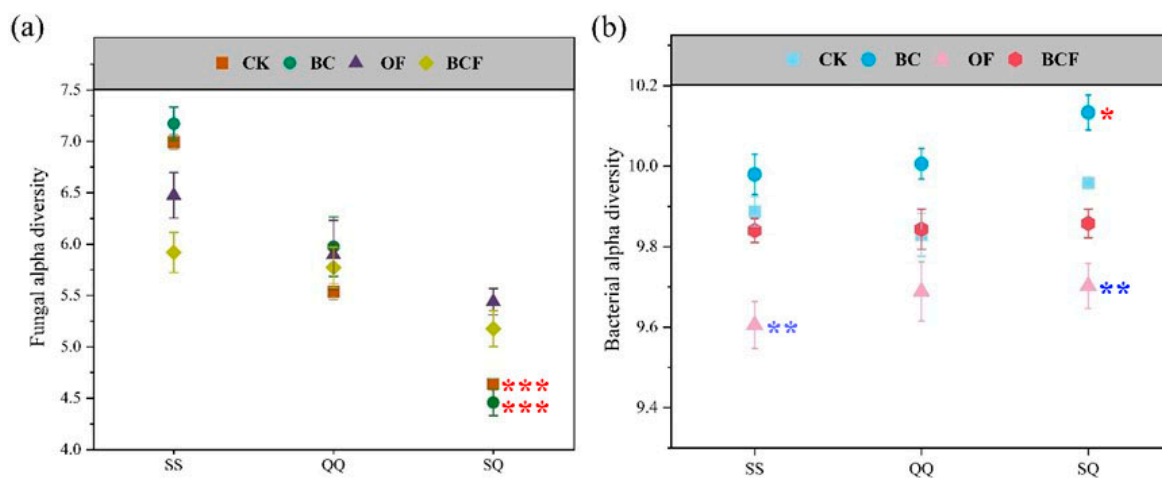 (a)
CK BC OF BCF
Fungal alpha diversity
7.5
7.0
6.5
6.0
5.5
5.0
4.5
4.0
***
***
SS QQ SQ
(b)
CK BC OF BCF
Bacterial alpha diversity
10.2
10.0
9.8
9.6
9.4
*
**
**
SS QQ SQ